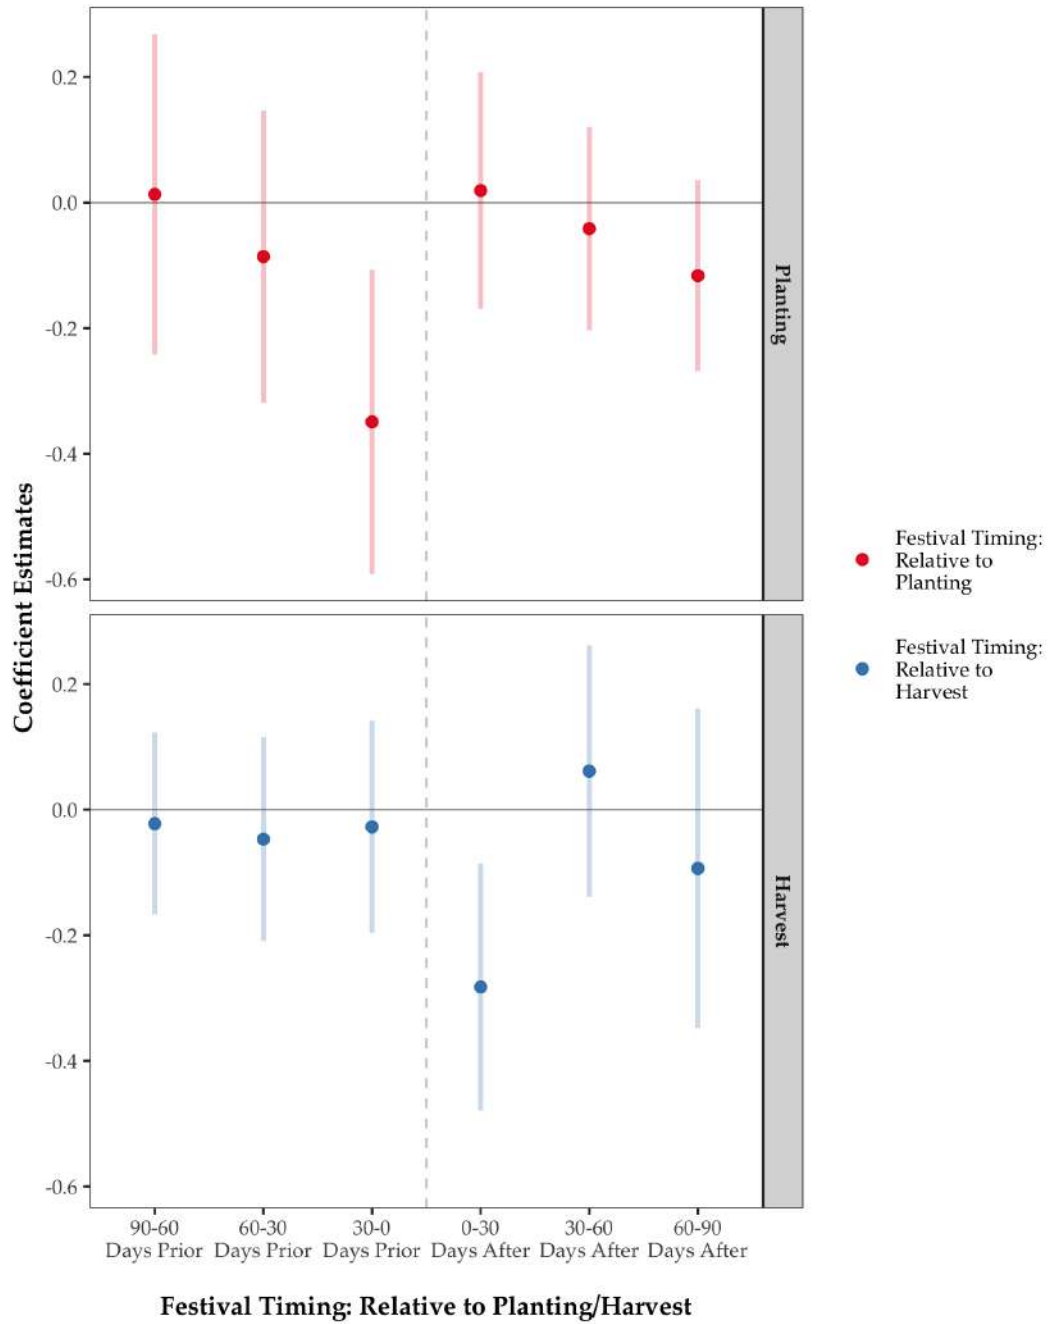 0.2
0.0
-0.2
-0.4
-0.6
Planting
Coefficient Estimates
0.2
0.0
-0.2
-0.4
-0.6
Harvest
90-60
Days Prior
60-30
Days Prior
30-0
Days Prior
0-30
Days After
30-60
Days After
60-90
Days After
Festival Timing: Relative to Planting/Harvest
Festival Timing:
Relative to
Planting
Festival Timing:
Relative to
Harvest